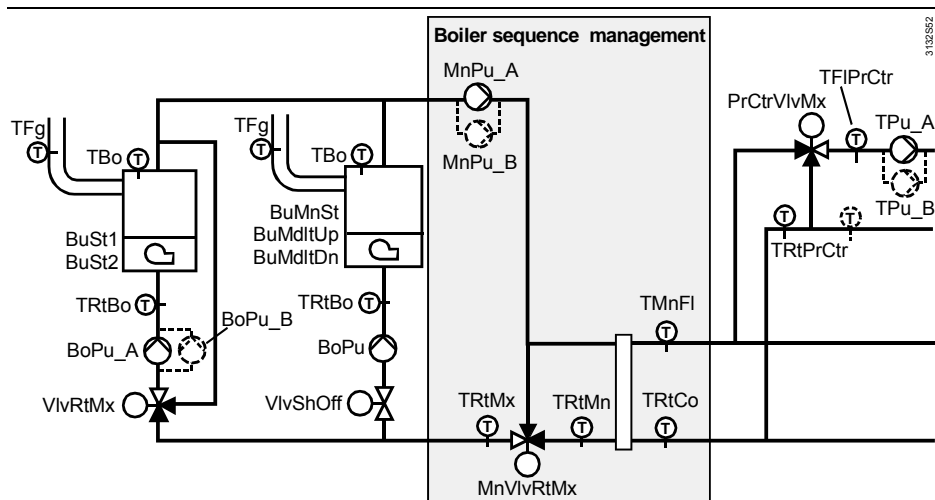 Boiler sequence management
3132S52
MnPu_A
MnPu_B
TFlPrCtr
PrCtrVlvMx
TPu_A
TPu_B
TFg
T
TBo
T
TFg
T
TBo
T
T
T
T
TRtPrCtr
BuSt1
BuSt2
BuMnSt
BuMdltUp
BuMdltDn
TRtBo
T
BoPu_B
TRtBo
T
TMnFl
T
BoPu_A
BoPu
VlvRtMx
VlvShOff
TRtMx
T
TRtMn
T
TRtCo
T
MnVlvRtMx